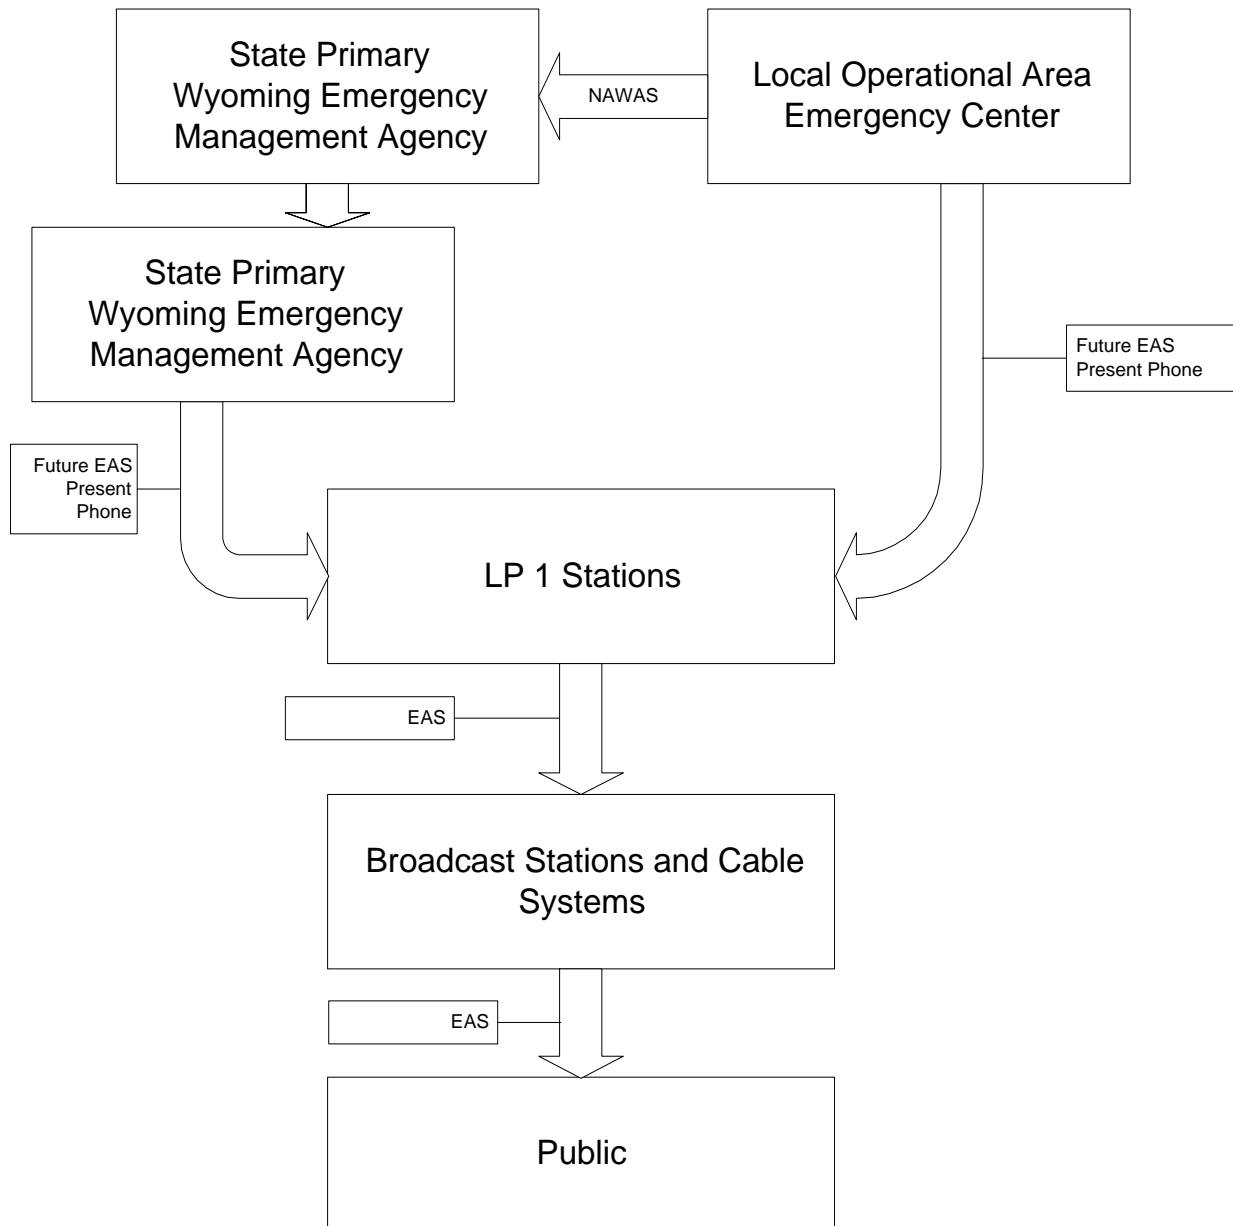 State Primary
Wyoming Emergency
Management Agency
NAWAS
Local Operational Area
Emergency Center
State Primary
Wyoming Emergency
Management Agency
Future EAS
Present Phone
Future EAS
Present
Phone
LP 1 Stations
EAS
Broadcast Stations and Cable
Systems
EAS
Public